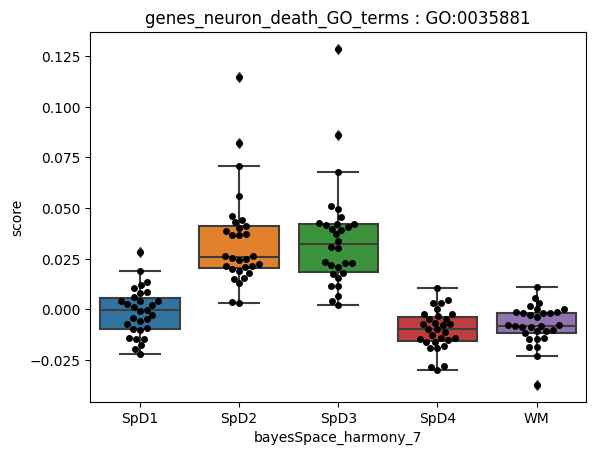 genes_neuron_death_GO_terms : GO:0035881
0.125
0.100
0.075
0.050
0.025
0.000
−0.025
score
SpD1 SpD2 SpD3 SpD4 WM
bayesSpace_harmony_7